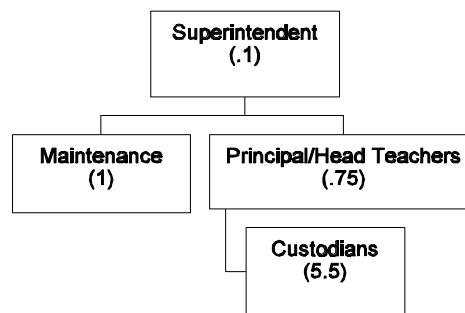 Superintendent
(.1)
Maintenance
(1)
Principal/Head Teachers
(.75)
Custodians
(5.5)